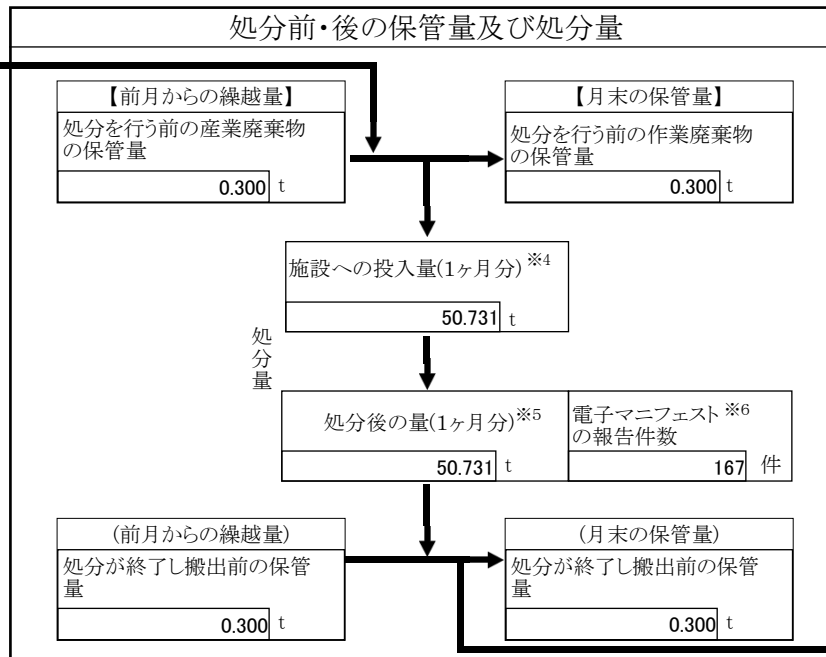 処分前・後の保管量及び処分量
【前月からの繰越量】
処分を行う前の産業廃棄物
の保管量
0.300 t
【月末の保管量】
処分を行う前の作業廃棄物
の保管量
0.300 t
施設への投入量(1ヶ月分)※4
50.731 t
処分量
処分後の量(1ヶ月分)※5
50.731 t
電子マニフェスト※6
の報告件数
167 件
(前月からの繰越量)
処分が終了し搬出前の保管
量
0.300 t
(月末の保管量)
処分が終了し搬出前の保管
量
0.300 t